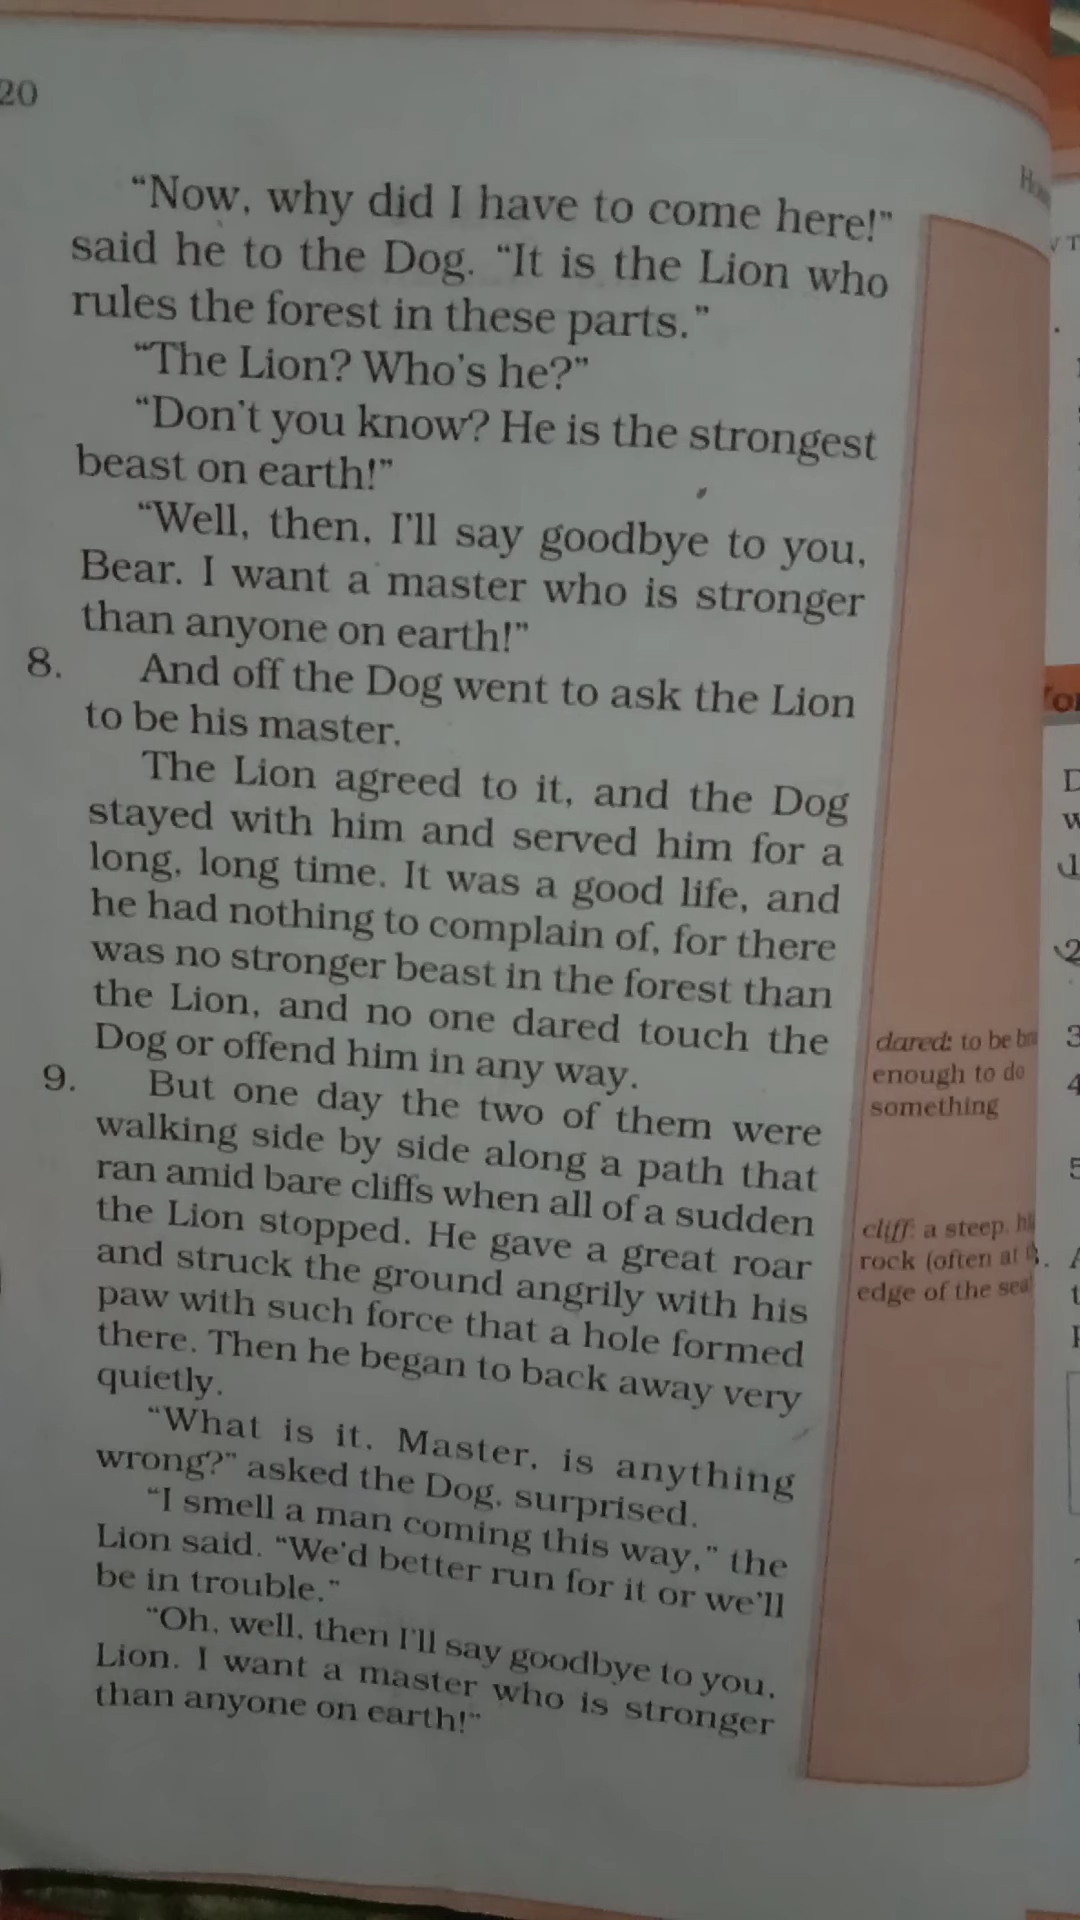 20
"Now, why did I have to come here!"
said he to the Dog. "It is the Lion who
rules the forest in these parts."
"The Lion? Who's he?"
"Don't you know? He is the strongest
beast on earth!"
"Well, then, I'll say goodbye to you,
Bear. I want a master who is stronger
than anyone on earth!"
8. And off the Dog went to ask the Lion
to be his master.
The Lion agreed to it, and the Dog
stayed with him and served him for a
long, long time. It was a good life, and
he had nothing to complain of, for there
was no stronger beast in the forest than
the Lion, and no one dared touch the
Dog or offend him in any way.
9. But one day the two of them were
walking side by side along a path that
ran amid bare cliffs when all of a sudden
the Lion stopped. He gave a great roar
and struck the ground angrily with his
paw with such force that a hole formed
there. Then he began to back away very
quietly.
"What is it, Master, is anything
wrong?" asked the Dog, surprised.
"I smell a man coming this way," the
Lion said. "We'd better run for it or we'll
be in trouble."
"Oh, well, then I'll say goodbye to you,
Lion. I want a master who is stronger
than anyone on earth!"
dared: to be
enough to do
something
cliff: a steep,
rock (often at
edge of the sea
1
2
3
4
5